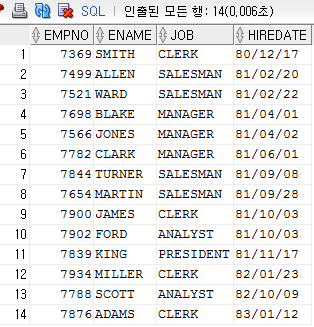 SQL | 인출된 모든 행: 14(0,006초)
EMPNO ENAME JOB HIREDATE
1 7369 SMITH CLERK 80/12/17
2 7499 ALLEN SALESMAN 81/02/20
3 7521 WARD SALESMAN 81/02/22
4 7698 BLAKE MANAGER 81/04/01
5 7566 JONES MANAGER 81/04/02
6 7782 CLARK MANAGER 81/06/01
7 7844 TURNER SALESMAN 81/09/08
8 7654 MARTIN SALESMAN 81/09/28
9 7900 JAMES CLERK 81/10/03
10 7902 FORD ANALYST 81/10/03
11 7839 KING PRESIDENT 81/11/17
12 7934 MILLER CLERK 82/01/23
13 7788 SCOTT ANALYST 82/10/09
14 7876 ADAMS CLERK 83/01/12